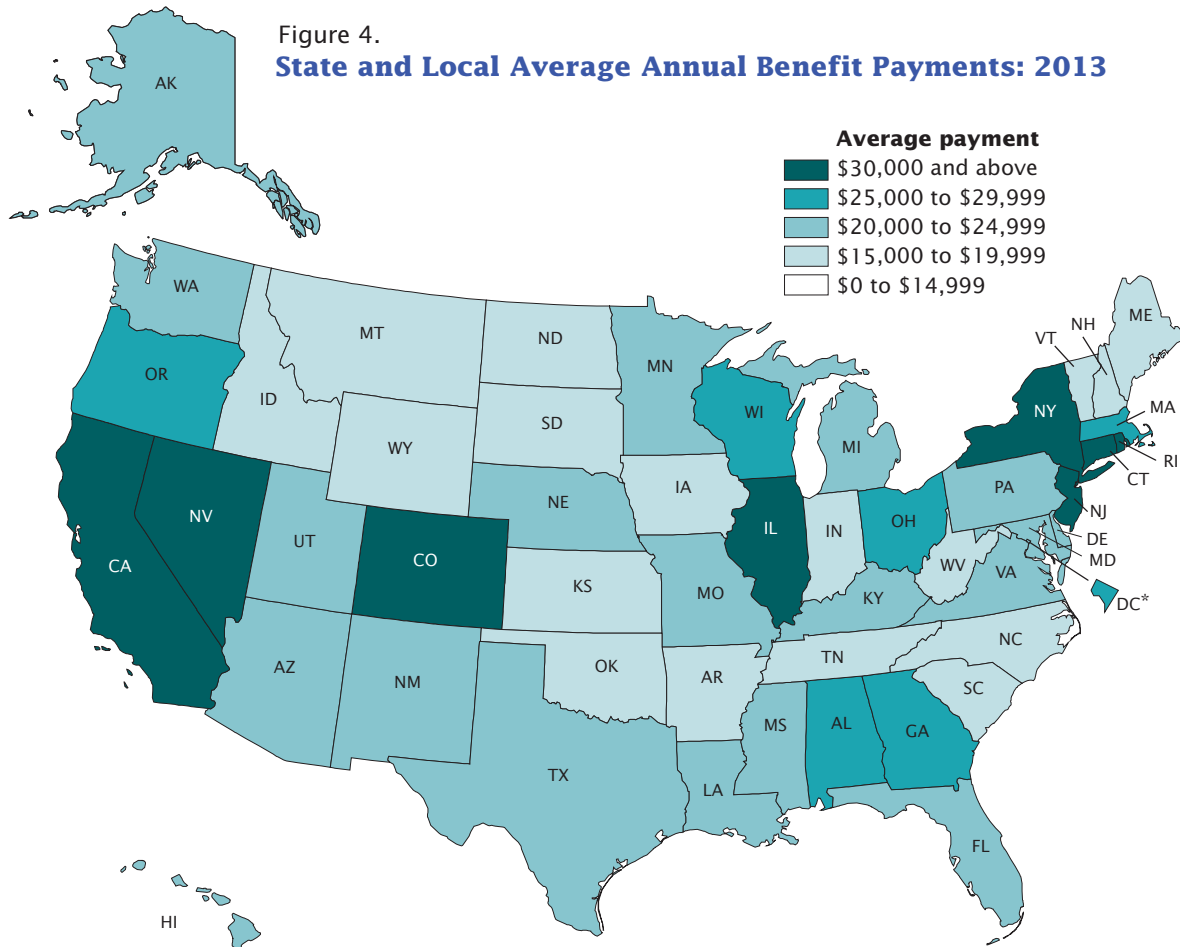 Figure 4.
State and Local Average Annual Benefit Payments: 2013
AK
Average payment
$30,000 and above
$25,000 to $29,999
$20,000 to $24,999
$15,000 to $19,999
$0 to $14,999
WA
MT
ND
MN
VT
NH
ME
OR
ID
WY
SD
WI
MI
NY
MA
RI
CT
NV
CA
UT
CO
NE
KS
IA
MO
IL
IN
OH
KY
WV
PA
VA
NJ
DE
MD
DC*
AZ
NM
OK
AR
TN
NC
SC
TX
LA
MS
AL
GA
FL
HI